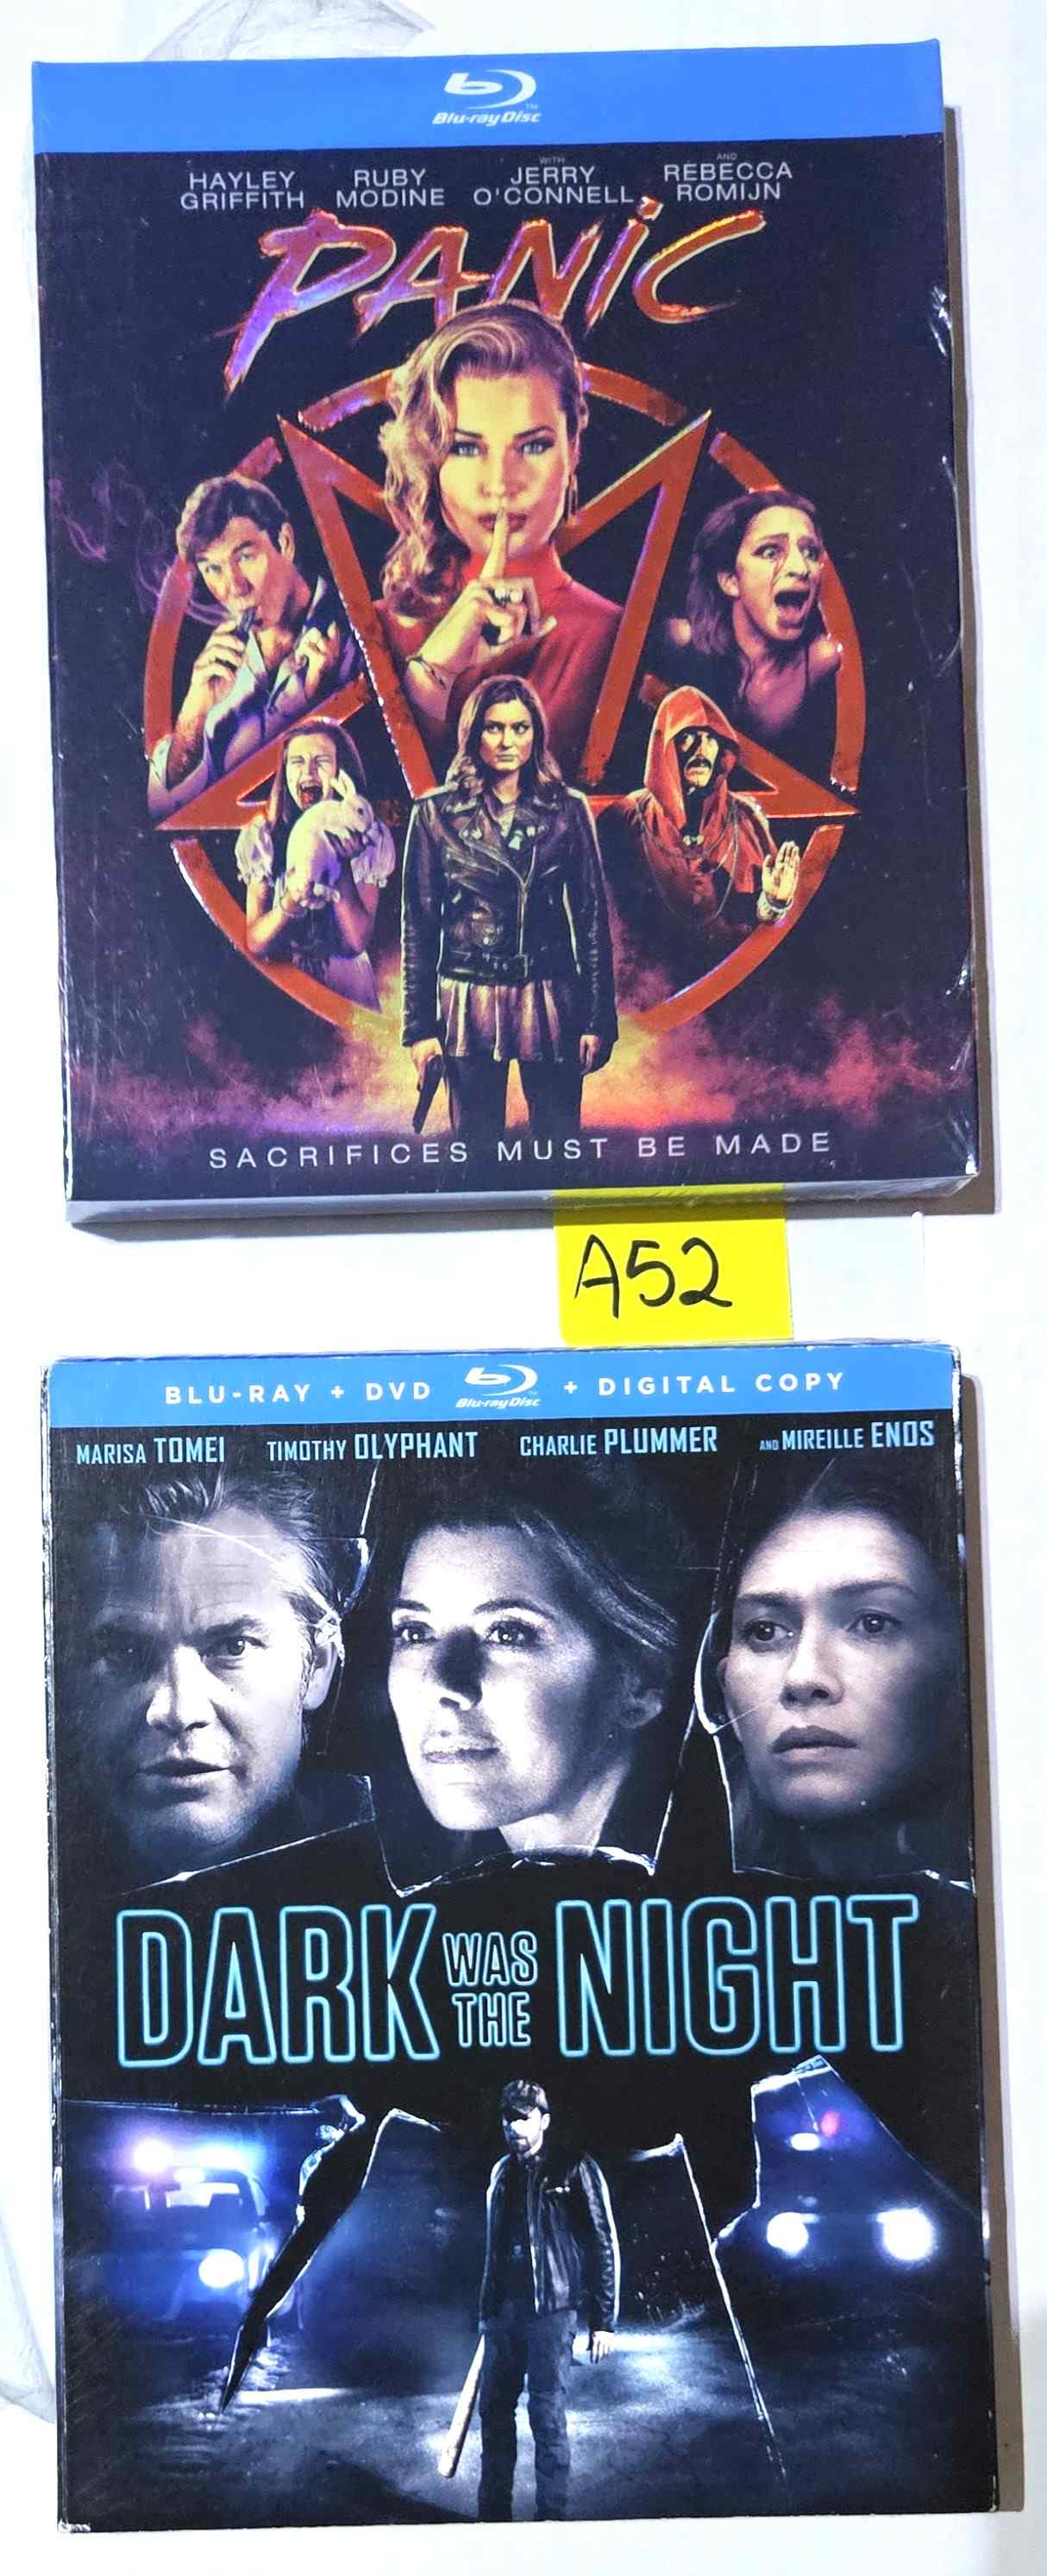 Blu-ray Disc™
WITH AND
HAYLEY RUBY JERRY REBECCA
GRIFFITH MODINE O'CONNELL ROMIJN
PANIC
SACRIFICES MUST BE MADE
A52
BLU-RAY + DVD Blu-ray Disc + DIGITAL COPY
MARISA TOMEI TIMOTHY OLYPHANT CHARLIE PLUMMER AND MIREILLE ENOS
DARK WAS THE NIGHT